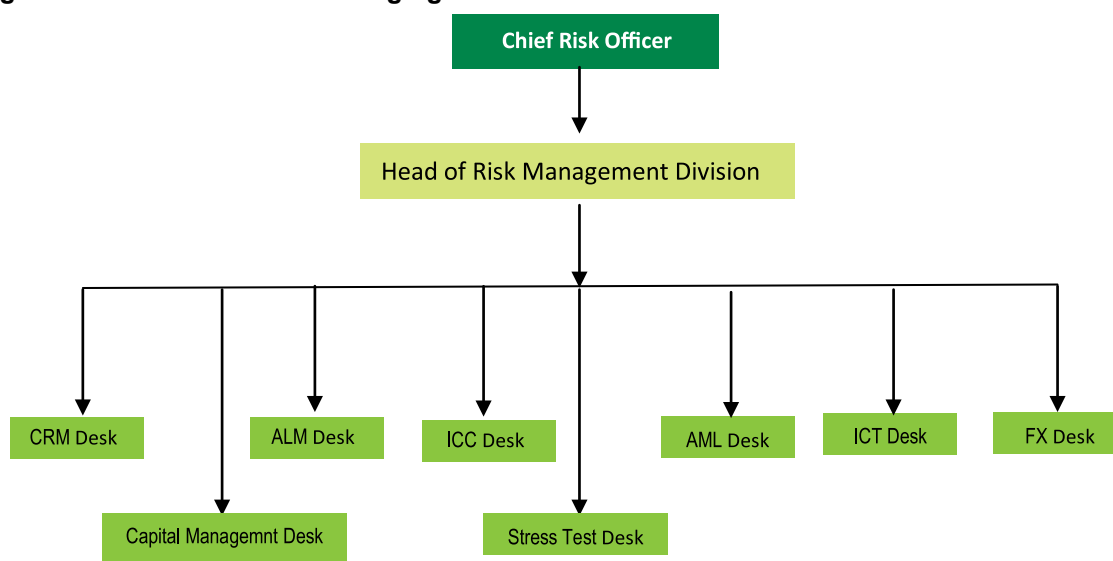 Chief Risk Officer
Head of Risk Management Division
CRM Desk
ALM Desk
ICC Desk
AML Desk
ICT Desk
FX Desk
Capital Managemnt Desk
Stress Test Desk